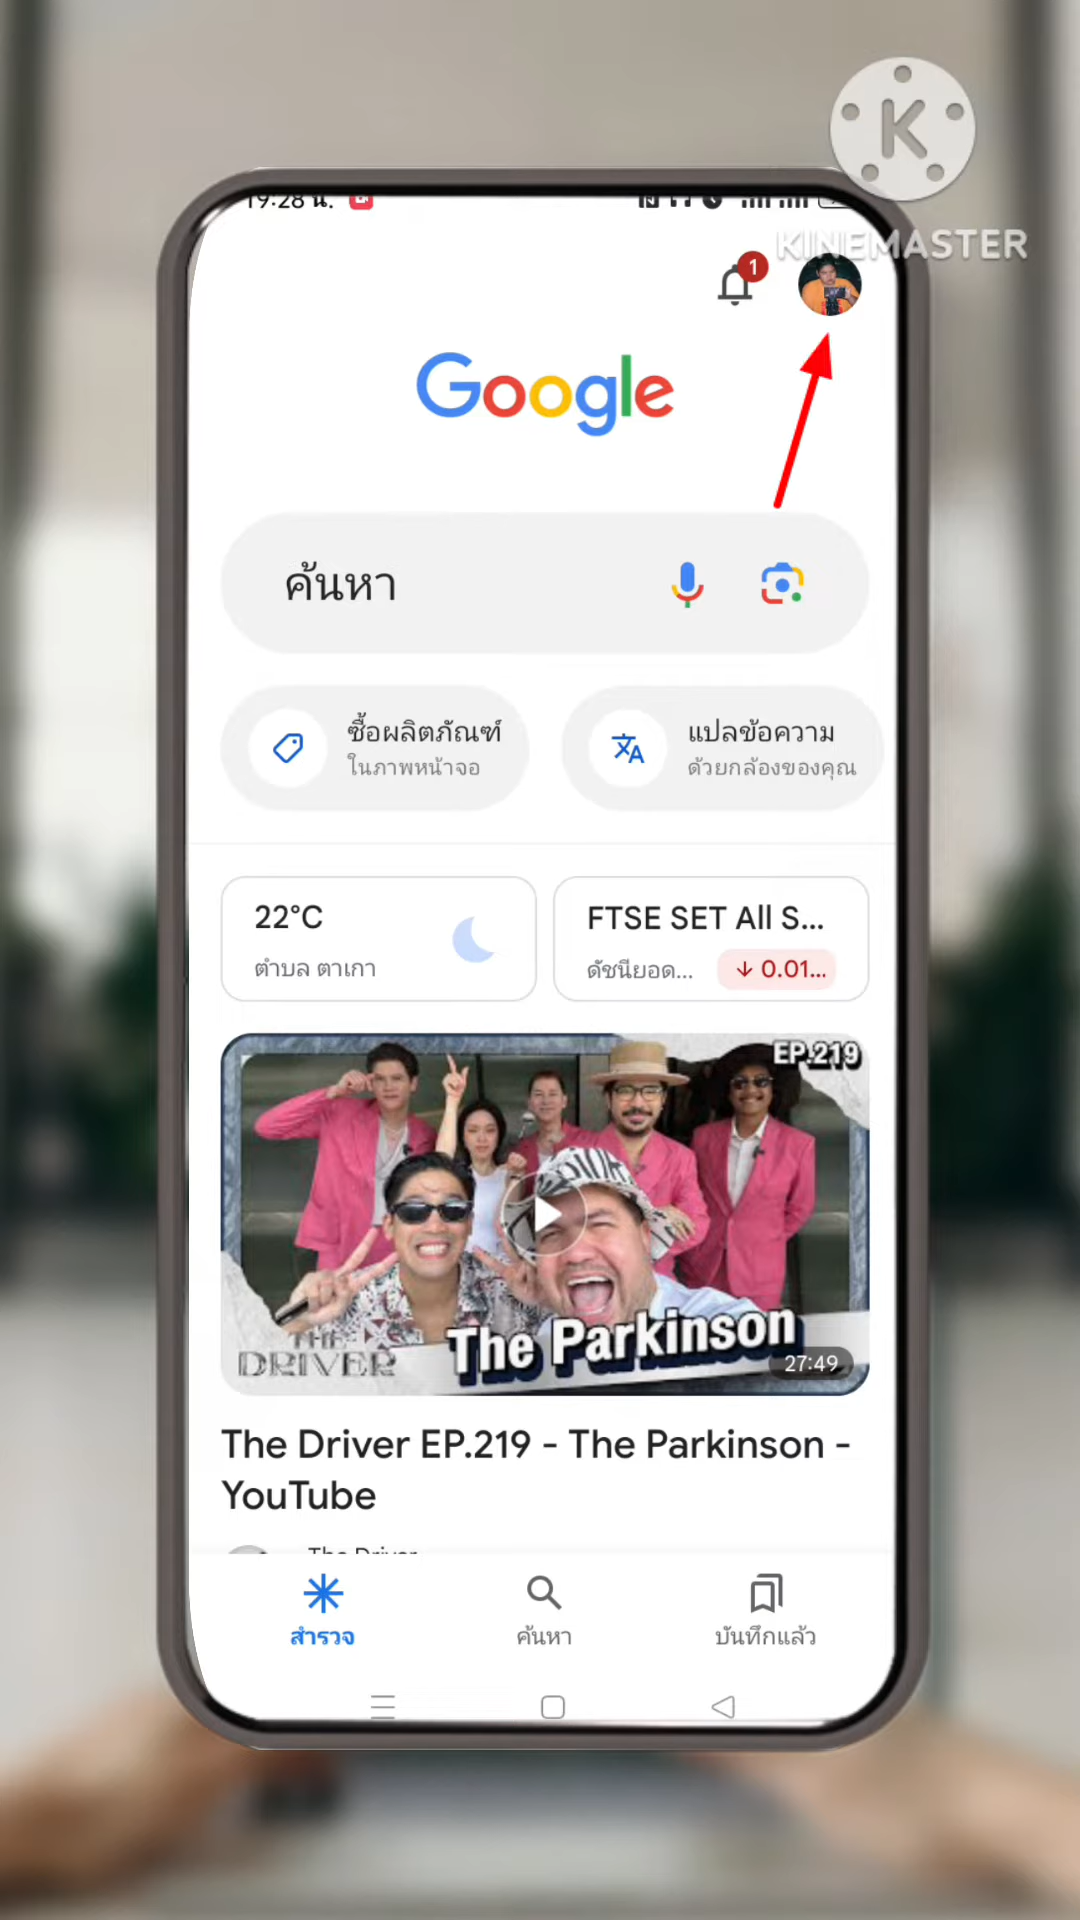 K
KINEMASTER
19:28 น.
1
Google
ค้นหา
ซื้อผลิตภัณฑ์
ในภาพหน้าจอ
แปลข้อความ
ด้วยกล้องของคุณ
22°C
ตำบล ตาเกา
FTSE SET All S...
ดัชนียอด...
↓ 0.01...
EP.219
THE DRIVER
The Parkinson
27:49
The Driver EP.219 - The Parkinson -
YouTube
The Driver
สำรวจ
ค้นหา
บันทึกแล้ว